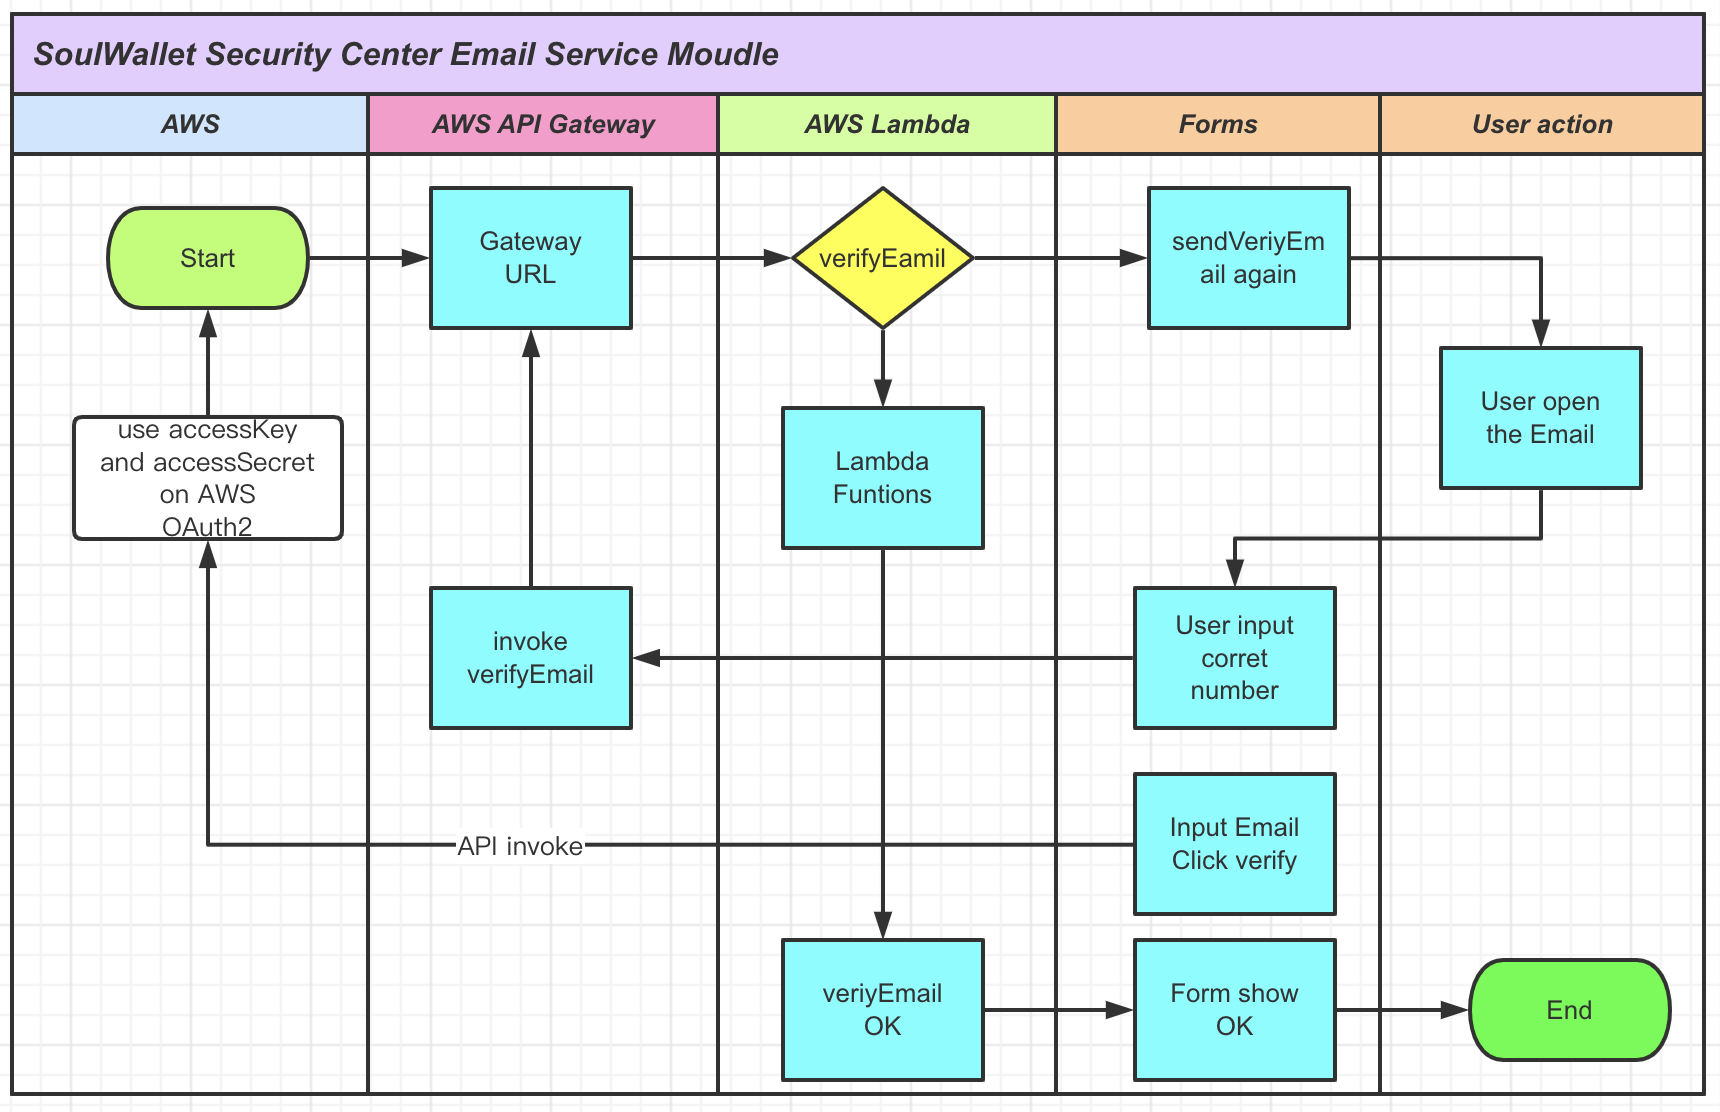 SoulWallet Security Center Email Service Moudle
AWS
AWS API Gateway
AWS Lambda
Forms
User action
Start
Gateway
URL
verifyEamil
sendVeriyEm
ail again
User open
the Email
use accessKey
and accessSecret
on AWS
OAuth2
Lambda
Funtions
invoke
verifyEmail
User input
corret
number
API invoke
Input Email
Click verify
veriyEmail
OK
Form show
OK
End